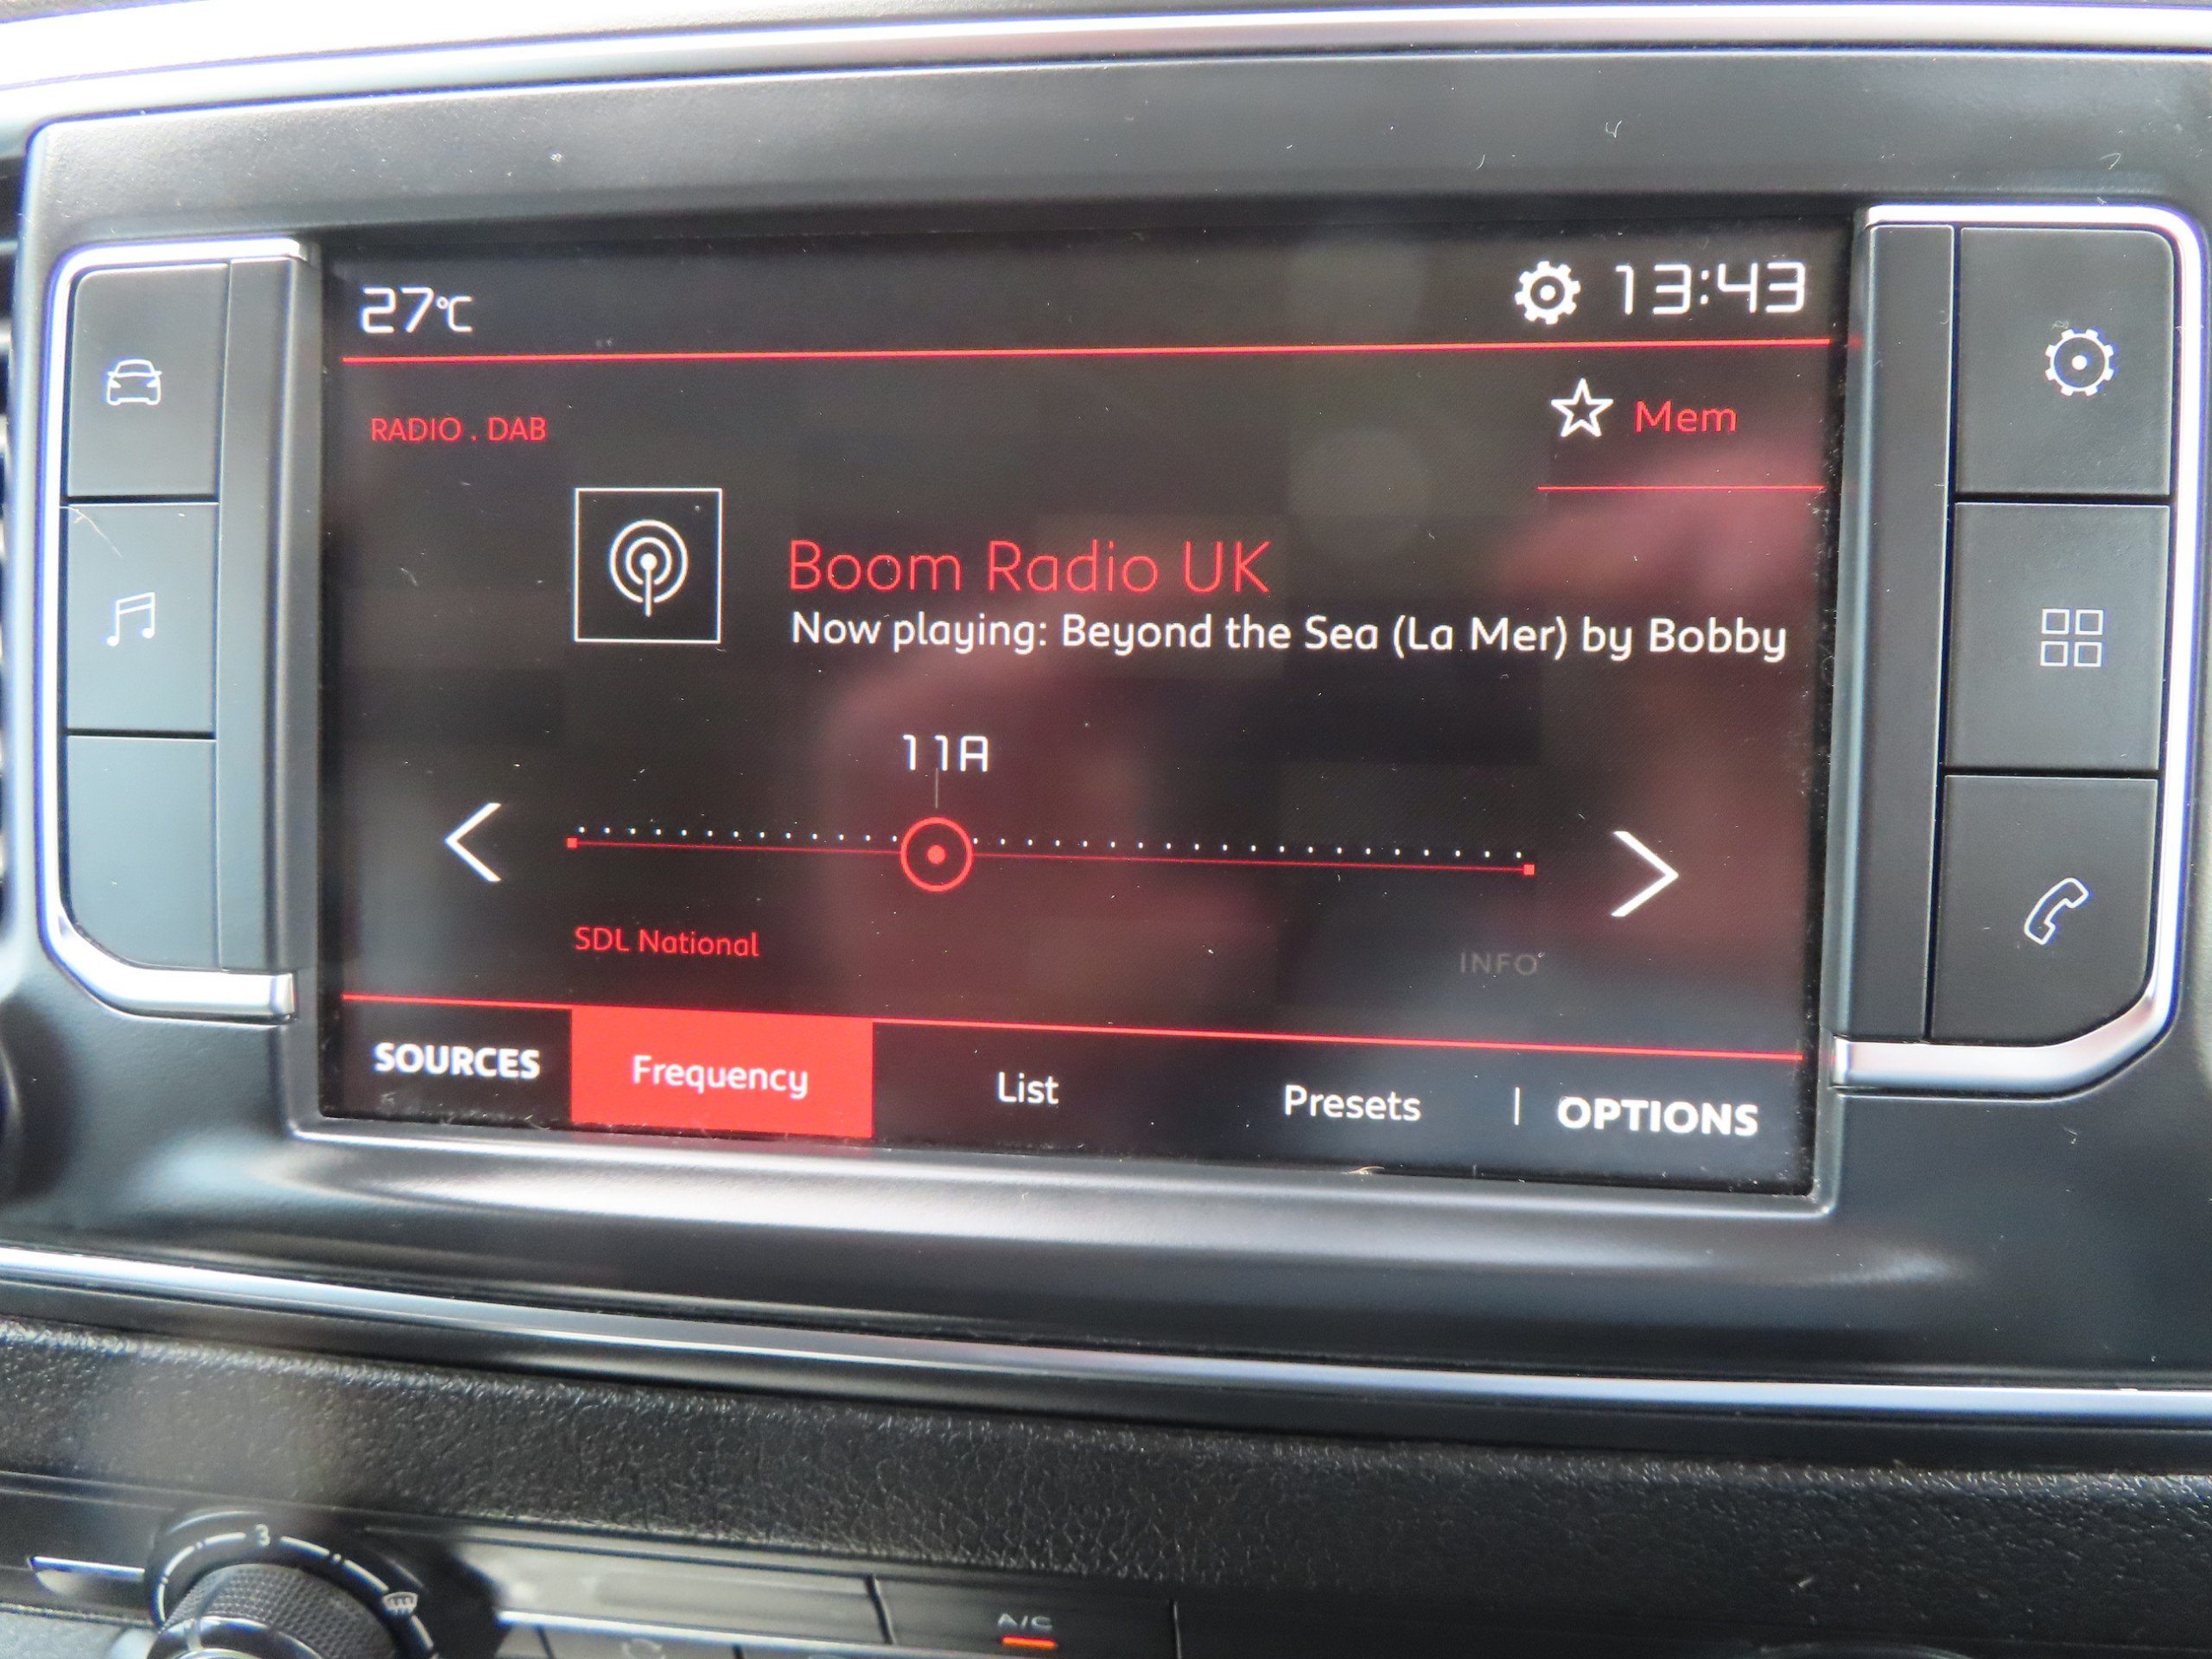 27°C
13:43
RADIO . DAB
Mem
Boom Radio UK
Now playing: Beyond the Sea (La Mer) by Bobby
11A
SDL National
INFO
SOURCES
Frequency
List
Presets
OPTIONS
3
A/C